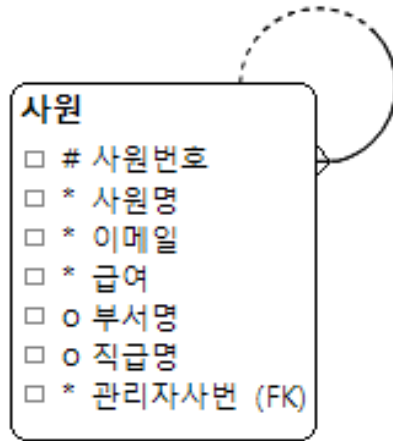 사원
# 사원번호
* 사원명
* 이메일
* 급여
o 부서명
o 직급명
* 관리자사번 (FK)